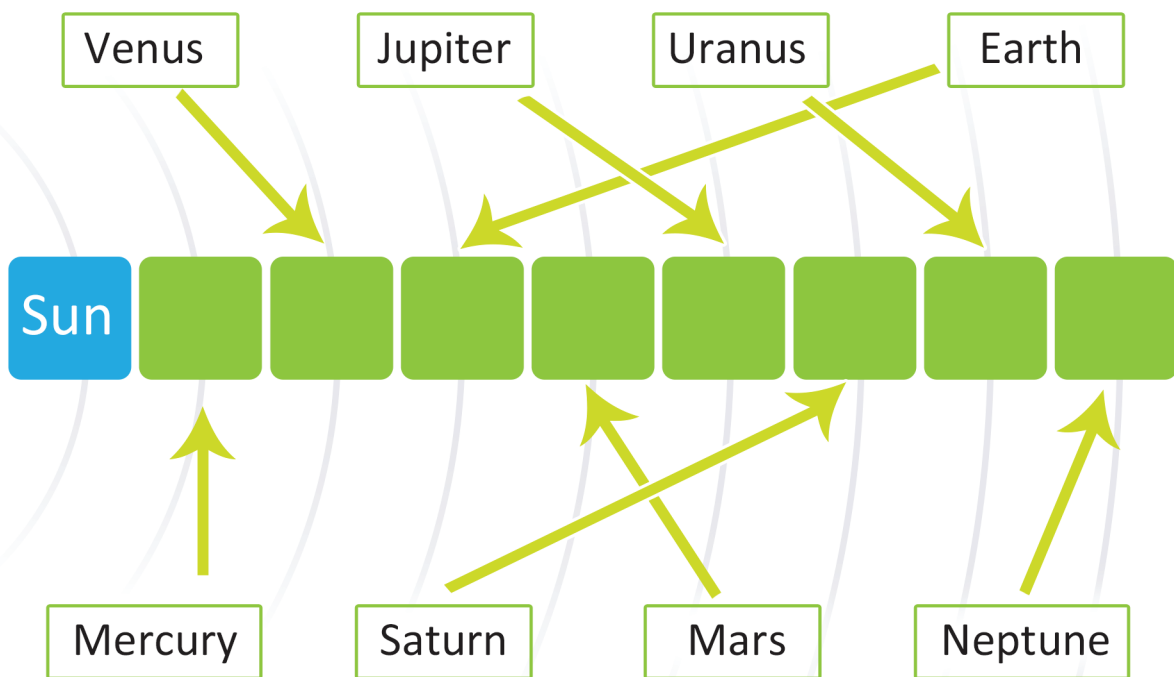 Venus
Jupiter
Uranus
Earth
Sun
Mercury
Saturn
Mars
Neptune